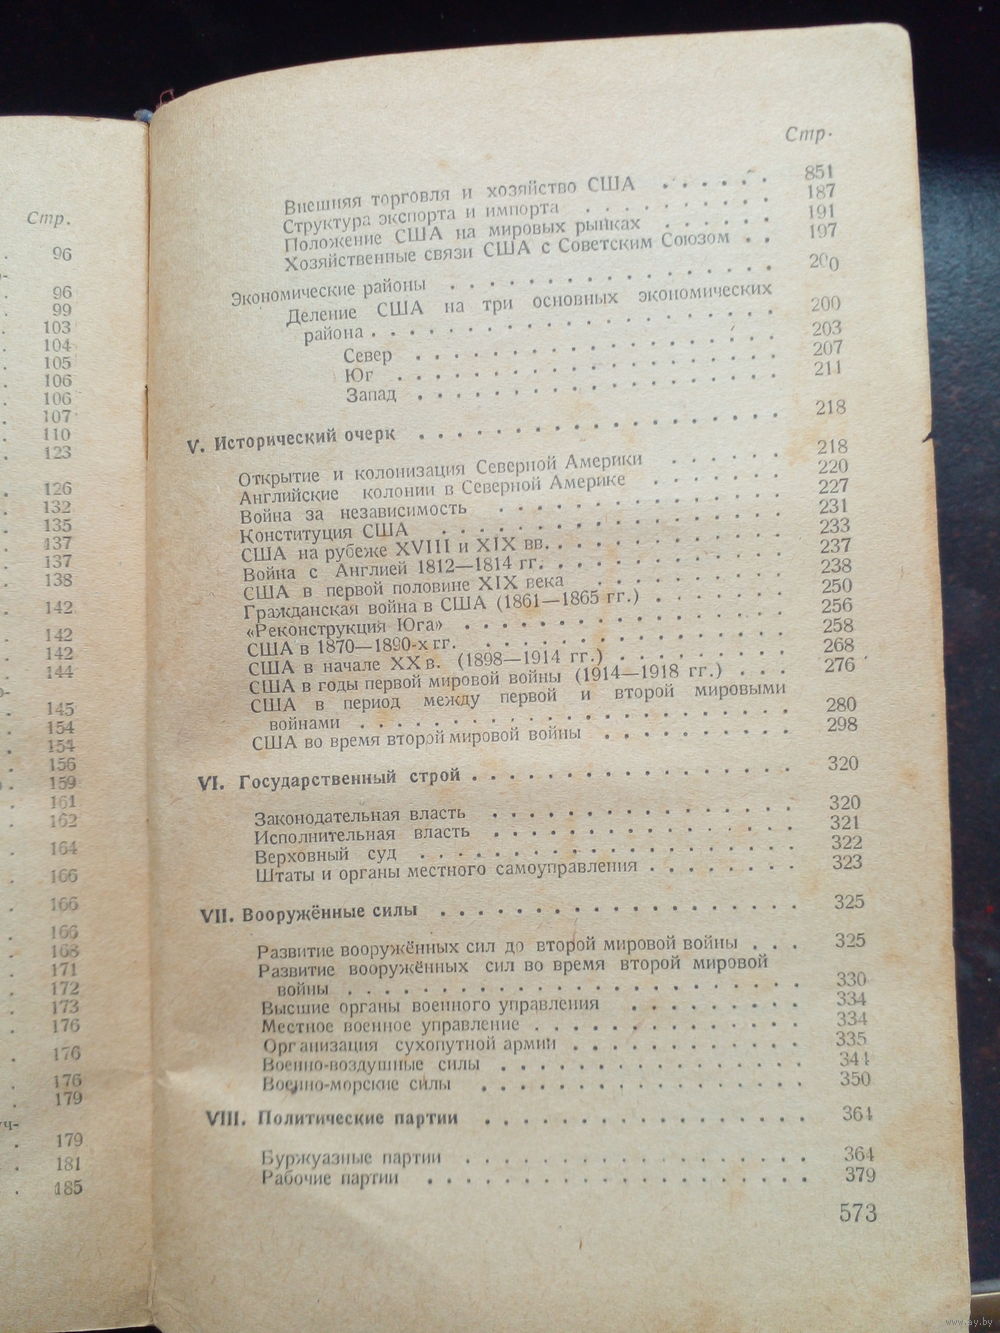 Стр.
96
96
99
103
104
105
106
106
107
110
123
126
132
135
137
137
138
142
142
142
144
145
154
154
156
159
161
162
164
166
166
166
168
171
172
173
176
176
176
179
уч-
179
181
185
Стр.
Внешняя торговля и хозяйство США . . . . . . 851
Структура экспорта и импорта . . . . . . . . . 187
Положение США на мировых рынках . . . . . . 191
Хозяйственные связи США с Советским Союзом . . 197
Экономические районы . . . . . . . . . . . . . . . 200
Деление США на три основных экономических
района . . . . . . . . . . . . . . . . . . 200
Север . . . . . . . . . . . . . . . . 203
Юг . . . . . . . . . . . . . . . . . 207
Запад . . . . . . . . . . . . . . . . 211
V. Исторический очерк . . . . . . . . . . . . . . . . 218
Открытие и колонизация Северной Америки . . . . . 218
Английские колонии в Северной Америке . . . . . . 220
Война за независимость . . . . . . . . . . . . . 227
Конституция США . . . . . . . . . . . . . . . . 231
США на рубеже XVIII и XIX вв. . . . . . . . . . . 233
Война с Англией 1812—1814 гг. . . . . . . . . . . 237
США в первой половине XIX века . . . . . . . . . 238
Гражданская война в США (1861—1865 гг.) . . . . . . 250
«Реконструкция Юга» . . . . . . . . . . . . . . 256
США в 1870—1890-х гг. . . . . . . . . . . . . . . 258
США в начале XX в. (1898—1914 гг.) . . . . . . . . 268
США в годы первой мировой войны (1914—1918 гг.) . . . 276
США в период между первой и второй мировыми
войнами . . . . . . . . . . . . . . . . . . . 280
США во время второй мировой войны . . . . . . . . 298
VI. Государственный строй . . . . . . . . . . . . . . 320
Законодательная власть . . . . . . . . . . . . . 320
Исполнительная власть . . . . . . . . . . . . . 321
Верховный суд . . . . . . . . . . . . . . . . . 322
Штаты и органы местного самоуправления . . . . . . 323
VII. Вооружённые силы . . . . . . . . . . . . . . . . 325
Развитие вооружённых сил до второй мировой войны . . . 325
Развитие вооружённых сил во время второй мировой
войны . . . . . . . . . . . . . . . . . . . . 330
Высшие органы военного управления . . . . . . . . 334
Местное военное управление . . . . . . . . . . . . 334
Организация сухопутной армии . . . . . . . . . . 335
Военно-воздушные силы . . . . . . . . . . . . . 344
Военно-морские силы . . . . . . . . . . . . . . 350
VIII. Политические партии . . . . . . . . . . . . . . 364
Буржуазные партии . . . . . . . . . . . . . . . 364
Рабочие партии . . . . . . . . . . . . . . . . . 379
573
www.ay.by